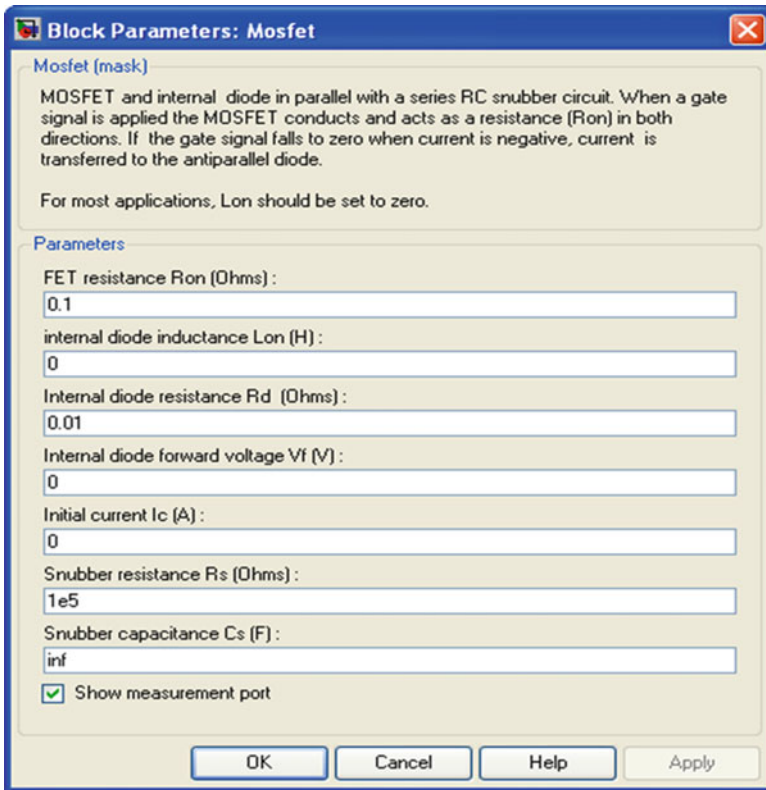 Block Parameters: Mosfet
Mosfet (mask)
MOSFET and internal diode in parallel with a series RC snubber circuit. When a gate
signal is applied the MOSFET conducts and acts as a resistance (Ron) in both
directions. If the gate signal falls to zero when current is negative, current is
transferred to the antiparallel diode.
For most applications, Lon should be set to zero.
Parameters
FET resistance Ron (Ohms) :
0.1
internal diode inductance Lon (H) :
0
Internal diode resistance Rd (Ohms) :
0.01
Internal diode forward voltage Vf (V) :
0
Initial current Ic (A) :
0
Snubber resistance Rs (Ohms) :
1e5
Snubber capacitance Cs (F) :
inf
Show measurement port
OK Cancel Help Apply